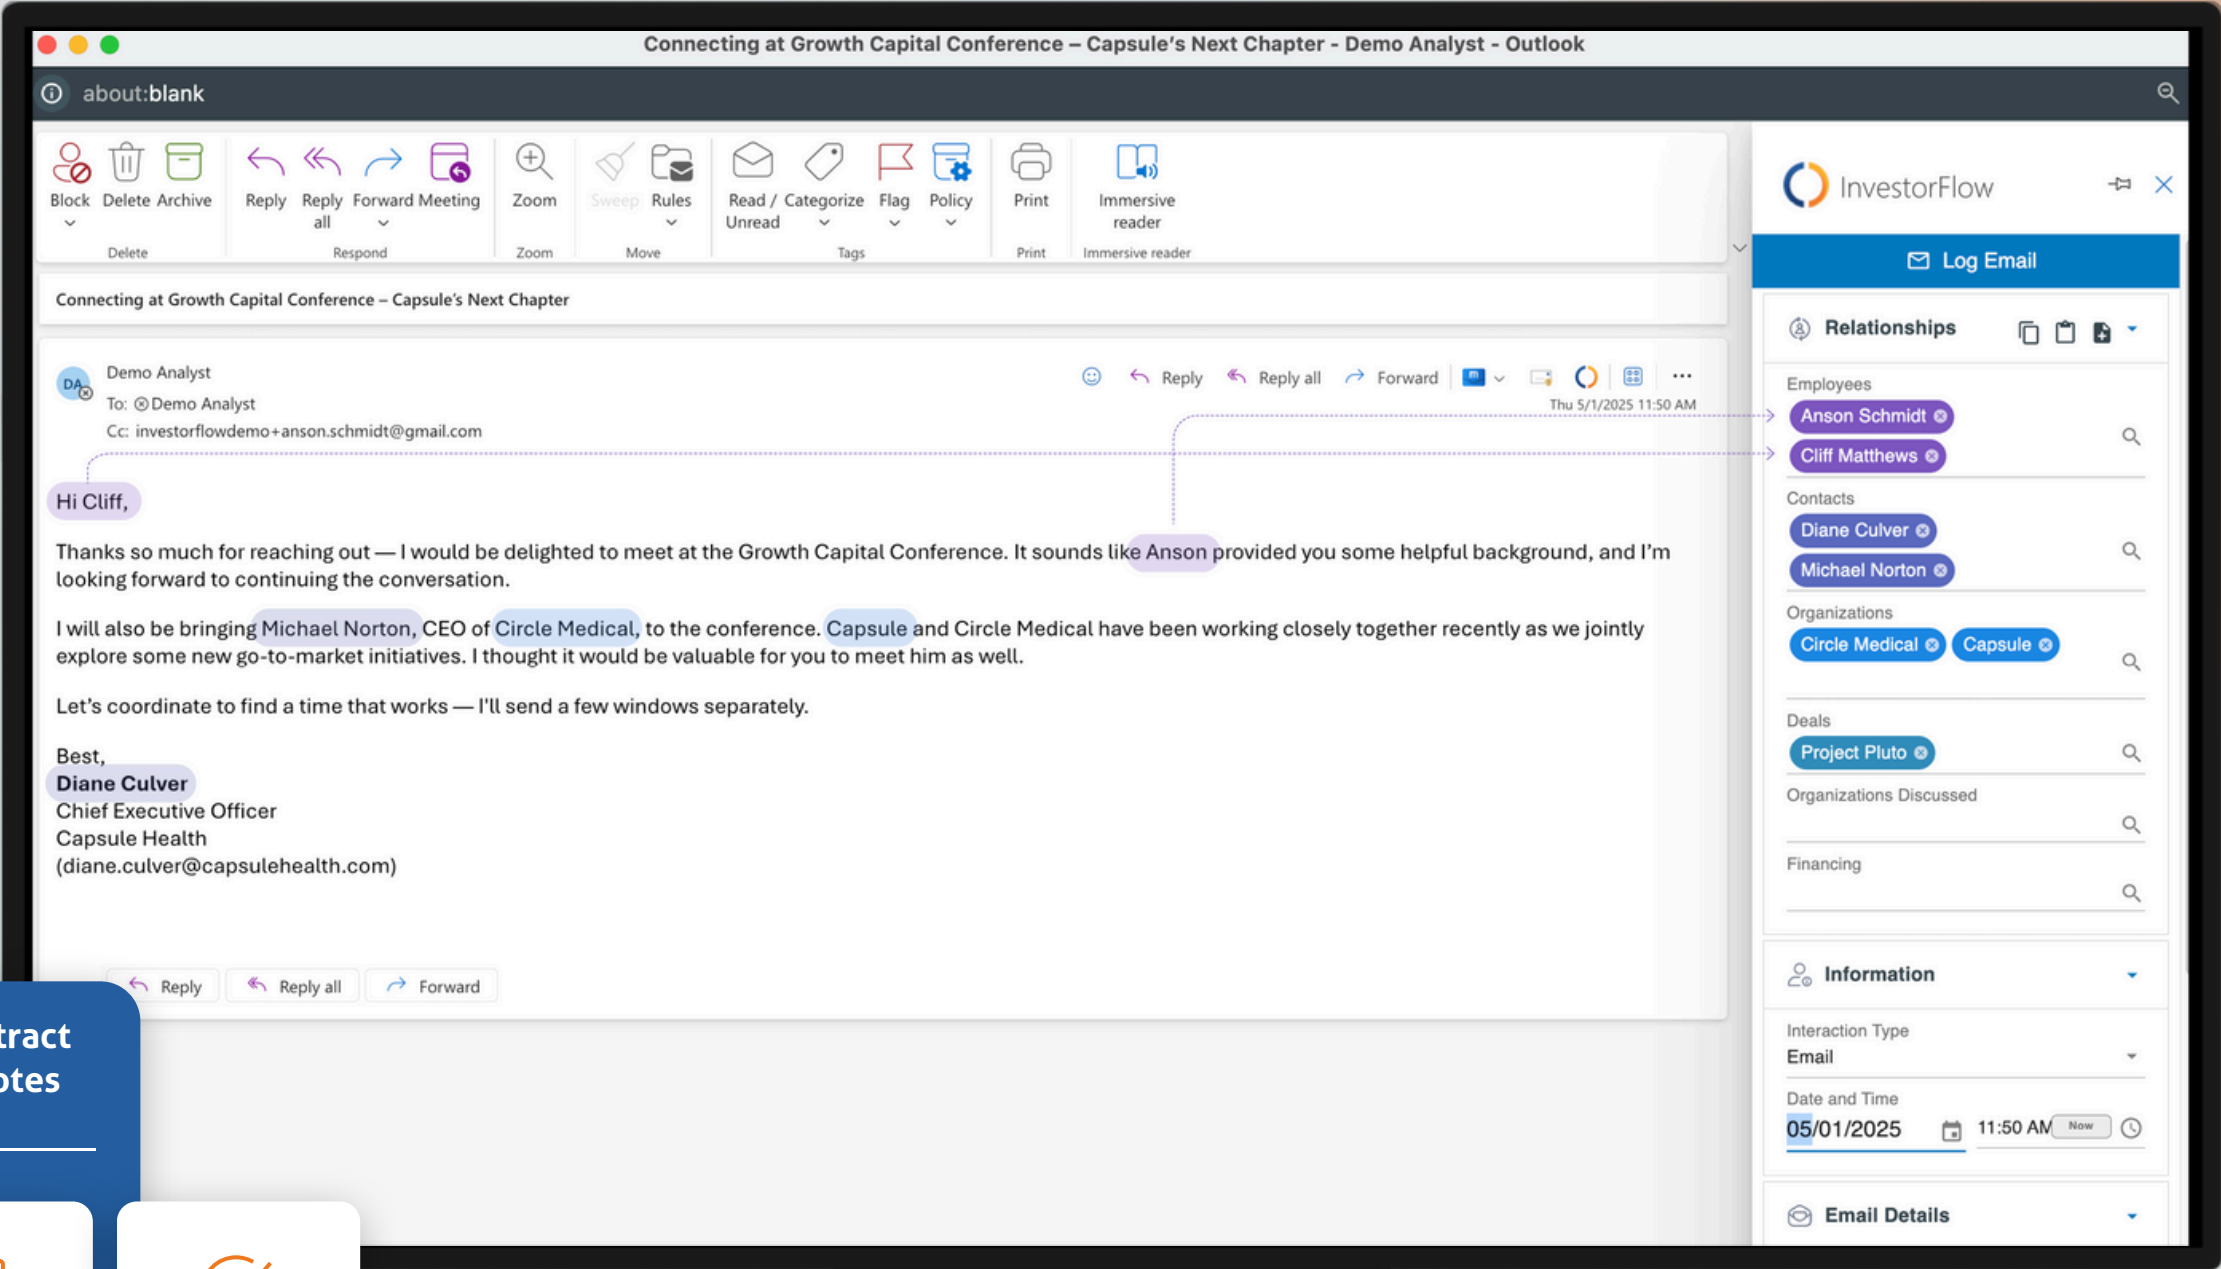 Connecting at Growth Capital Conference – Capsule's Next Chapter - Demo Analyst - Outlook
about:blank
Block Delete Archive
Delete
Reply Reply all Forward Meeting
Respond
Zoom
Zoom
Sweep Rules
Move
Read / Unread Categorize Flag Policy
Tags
Print
Print
Immersive reader
Immersive reader
Connecting at Growth Capital Conference – Capsule's Next Chapter
DA
Demo Analyst
To: Demo Analyst
Cc: investorflowdemo+anson.schmidt@gmail.com
Reply Reply all Forward
Thu 5/1/2025 11:50 AM
Hi Cliff,
Thanks so much for reaching out — I would be delighted to meet at the Growth Capital Conference. It sounds like Anson provided you some helpful background, and I'm
looking forward to continuing the conversation.
I will also be bringing Michael Norton, CEO of Circle Medical, to the conference. Capsule and Circle Medical have been working closely together recently as we jointly
explore some new go-to-market initiatives. I thought it would be valuable for you to meet him as well.
Let's coordinate to find a time that works — I'll send a few windows separately.
Best,
Diane Culver
Chief Executive Officer
Capsule Health
(diane.culver@capsulehealth.com)
Reply Reply all Forward
InvestorFlow
Log Email
Relationships
Employees
Anson Schmidt
Cliff Matthews
Contacts
Diane Culver
Michael Norton
Organizations
Circle Medical Capsule
Deals
Project Pluto
Organizations Discussed
Financing
Information
Interaction Type
Email
Date and Time
05/01/2025 11:50 AM Now
Email Details
tract
otes